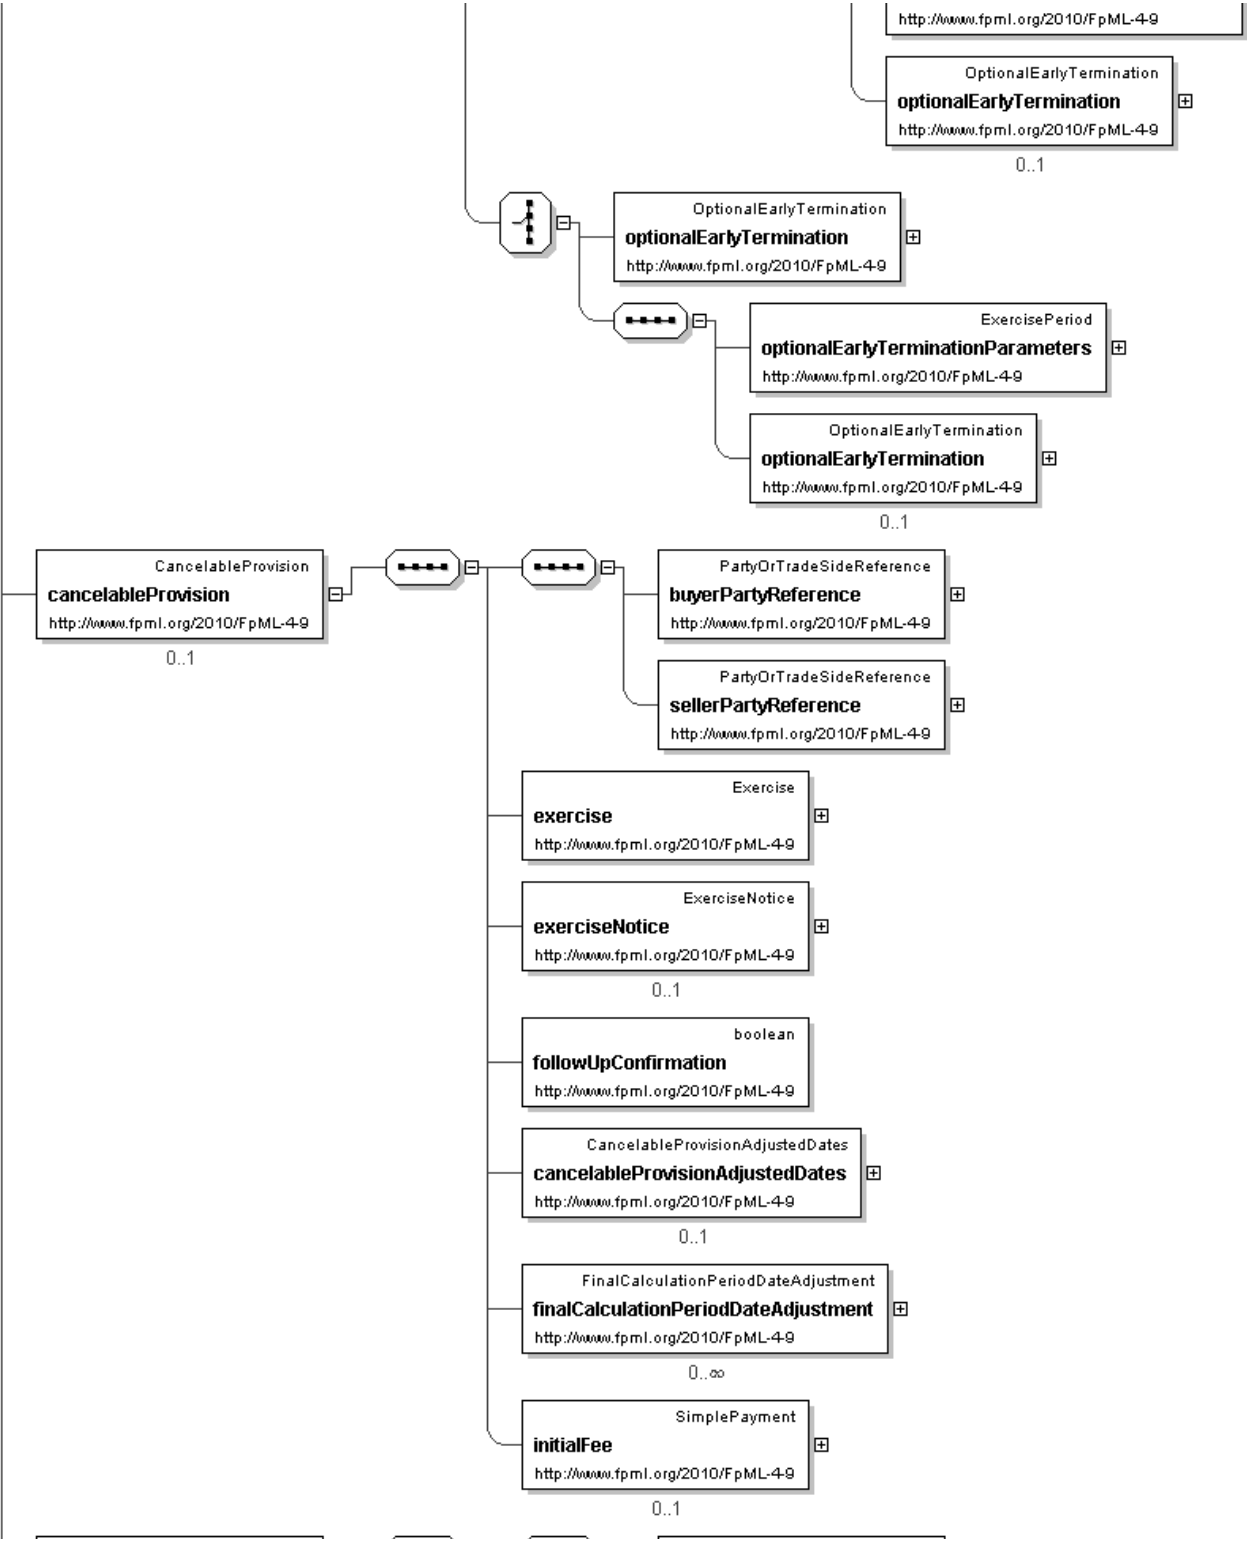 http://www.fpml.org/2010/FpML-4-9
OptionalEarlyTermination
optionalEarlyTermination
http://www.fpml.org/2010/FpML-4-9
0..1
OptionalEarlyTermination
optionalEarlyTermination
http://www.fpml.org/2010/FpML-4-9
ExercisePeriod
optionalEarlyTerminationParameters
http://www.fpml.org/2010/FpML-4-9
OptionalEarlyTermination
optionalEarlyTermination
http://www.fpml.org/2010/FpML-4-9
0..1
CancelableProvision
cancelableProvision
http://www.fpml.org/2010/FpML-4-9
0..1
PartyOrTradeSideReference
buyerPartyReference
http://www.fpml.org/2010/FpML-4-9
PartyOrTradeSideReference
sellerPartyReference
http://www.fpml.org/2010/FpML-4-9
Exercise
exercise
http://www.fpml.org/2010/FpML-4-9
ExerciseNotice
exerciseNotice
http://www.fpml.org/2010/FpML-4-9
0..1
boolean
followUpConfirmation
http://www.fpml.org/2010/FpML-4-9
CancelableProvisionAdjustedDates
cancelableProvisionAdjustedDates
http://www.fpml.org/2010/FpML-4-9
0..1
FinalCalculationPeriodDateAdjustment
finalCalculationPeriodDateAdjustment
http://www.fpml.org/2010/FpML-4-9
0..∞
SimplePayment
initialFee
http://www.fpml.org/2010/FpML-4-9
0..1